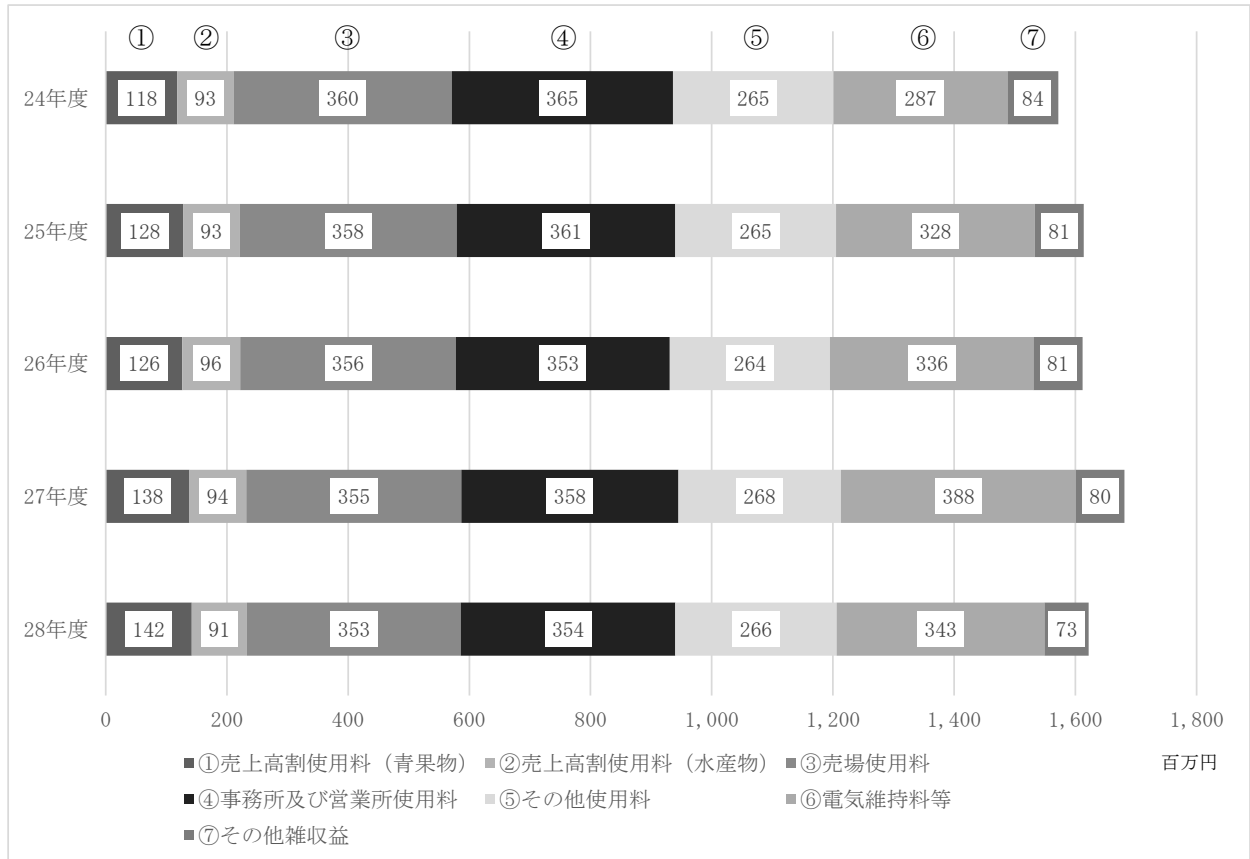 ① ② ③ ④ ⑤ ⑥ ⑦
24年度 118 93 360 365 265 287 84
25年度 128 93 358 361 265 328 81
26年度 126 96 356 353 264 336 81
27年度 138 94 355 358 268 388 80
28年度 142 91 353 354 266 343 73
0 200 400 600 800 1,000 1,200 1,400 1,600 1,800
①売上高割使用料（青果物） ②売上高割使用料（水産物） ③売場使用料 百万円
④事務所及び営業所使用料 ⑤その他使用料 ⑥電気維持料等
⑦その他雑収益